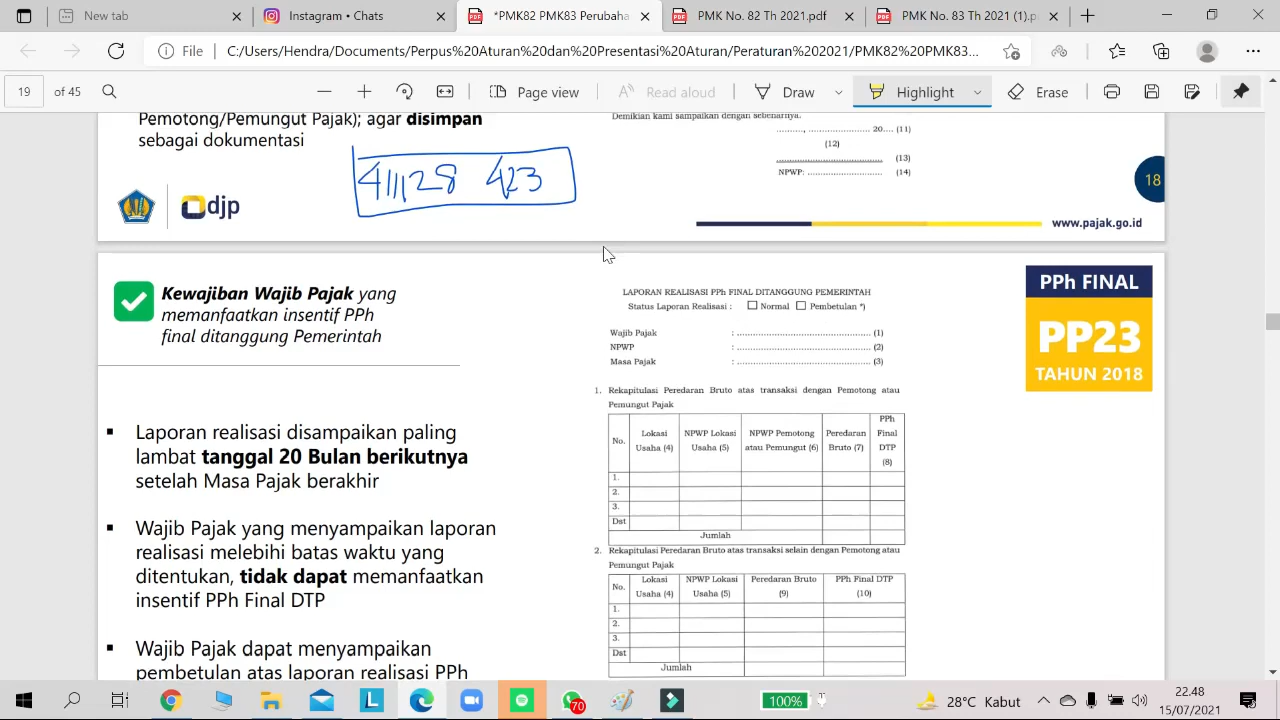 New tab
PMK82 PMK83 Perubahan
PMK 83 Th 2021 (1).p
File
C:/Users/Hendra/Documents/Perpus%20Aturan%20dan%20Presentasi%20Aturan/Peraturan%202021/PMK82%20PMK83...
19 of 45
Page view
Read aloud
Draw
Highlight
Erase
Pemotong/Pemungut Pajak); agar disimpan
sebagai dokumentasi
411128 423
djp
Demikian kami sampaikan dengan sebenarnya.
.........., ....................... 20.... (11)
(12)
(13)
NPWP: ........................... (14)
18
www.pajak.go.id
Kewajiban Wajib Pajak yang
memanfaatkan insentif PPh
final ditanggung Pemerintah
Laporan realisasi disampaikan paling
lambat tanggal 20 Bulan berikutnya
setelah Masa Pajak berakhir
Wajib Pajak yang menyampaikan laporan
realisasi melebihi batas waktu yang
ditentukan, tidak dapat memanfaatkan
insentif PPh Final DTP
Wajib Pajak dapat menyampaikan
pembetulan atas laporan realisasi PPh
LAPORAN REALISASI PPh FINAL DITANGGUNG PEMERINTAH
Status Laporan Realisasi : Normal Pembetulan *)
Wajib Pajak : ................................................ (1)
NPWP : ................................................ (2)
Masa Pajak : ................................................ (3)
1. Rekapitulasi Peredaran Bruto atas transaksi dengan Pemotong atau
Pemungut Pajak
No. Lokasi Usaha (4) NPWP Lokasi Usaha (5) NPWP Pemotong atau Pemungut (6) Peredaran Bruto (7) PPh Final DTP (8)
1.
2.
3.
Dst
Jumlah
2. Rekapitulasi Peredaran Bruto atas transaksi selain dengan Pemotong atau
Pemungut Pajak
No. Lokasi Usaha (4) NPWP Lokasi Usaha (5) Peredaran Bruto (9) PPh Final DTP (10)
1.
2.
3.
Dst
Jumlah
PPh FINAL
PP23
TAHUN 2018
70
100%
28°C Kabut
22.48
15/07/2021